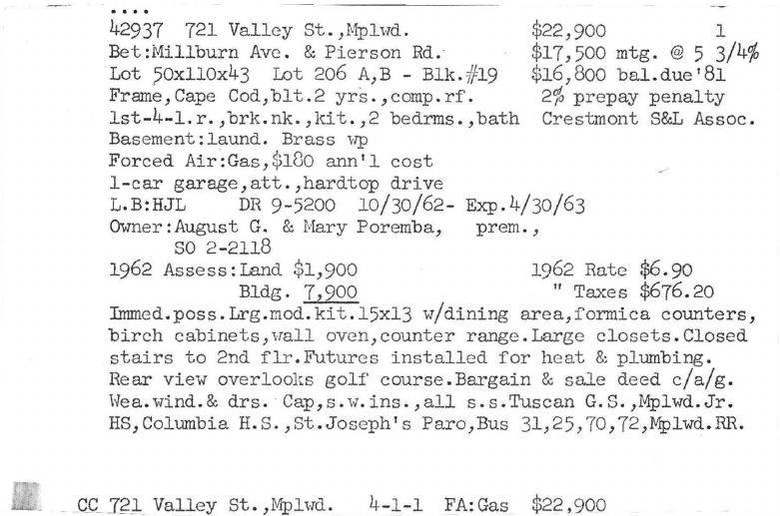 ....
42937 721 Valley St.,Mplwd. $22,900 1
Bet:Millburn Ave. & Pierson Rd. $17,500 mtg. @ 5 3/4%
Lot 50x110x43 Lot 206 A,B - Blk.#19 $16,800 bal.due'81
Frame,Cape Cod,blt.2 yrs.,comp.rf. 2% prepay penalty
1st-4-l.r.,brk.nk.,kit.,2 bedrms.,bath Crestmont S&L Assoc.
Basement:laund. Brass wp
Forced Air:Gas,$180 ann'l cost
1-car garage,att.,hardtop drive
L.B:HJL DR 9-5200 10/30/62- Exp.4/30/63
Owner:August G. & Mary Poremba, prem.,
SO 2-2118
1962 Assess:Land $1,900 1962 Rate $6.90
Bldg. 7,900 " Taxes $676.20
Immed.poss.Lrg.mod.kit.15x13 w/dining area,formica counters,
birch cabinets,wall oven,counter range.Large closets.Closed
stairs to 2nd flr.Futures installed for heat & plumbing.
Rear view overlooks golf course.Bargain & sale deed c/a/g.
Wea.wind.& drs. Cap,s.w.ins.,all s.s.Tuscan G.S.,Mplwd.Jr.
HS,Columbia H.S.,St.Joseph's Paro,Bus 31,25,70,72,Mplwd.RR.
CC 721 Valley St.,Mplwd. 4-1-1 FA:Gas $22,900